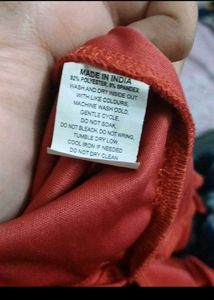 MADE IN INDIA
92% POLYESTER, 8% SPANDEX
WASH AND DRY INSIDE OUT
WITH LIKE COLOURS,
MACHINE WASH COLD,
GENTLE CYCLE.
DO NOT SOAK,
DO NOT BLEACH, DO NOT WRING,
TUMBLE DRY LOW,
COOL IRON IF NEEDED
DO NOT DRY CLEAN